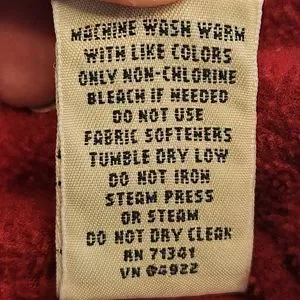 MACHINE WASH WARM
WITH LIKE COLORS
ONLY NON-CHLORINE
BLEACH IF NEEDED
DO NOT USE
FABRIC SOFTENERS
TUMBLE DRY LOW
DO NOT IRON
STEAM PRESS
OR STEAM
DO NOT DRY CLEAN
RN 71341
VN 04922